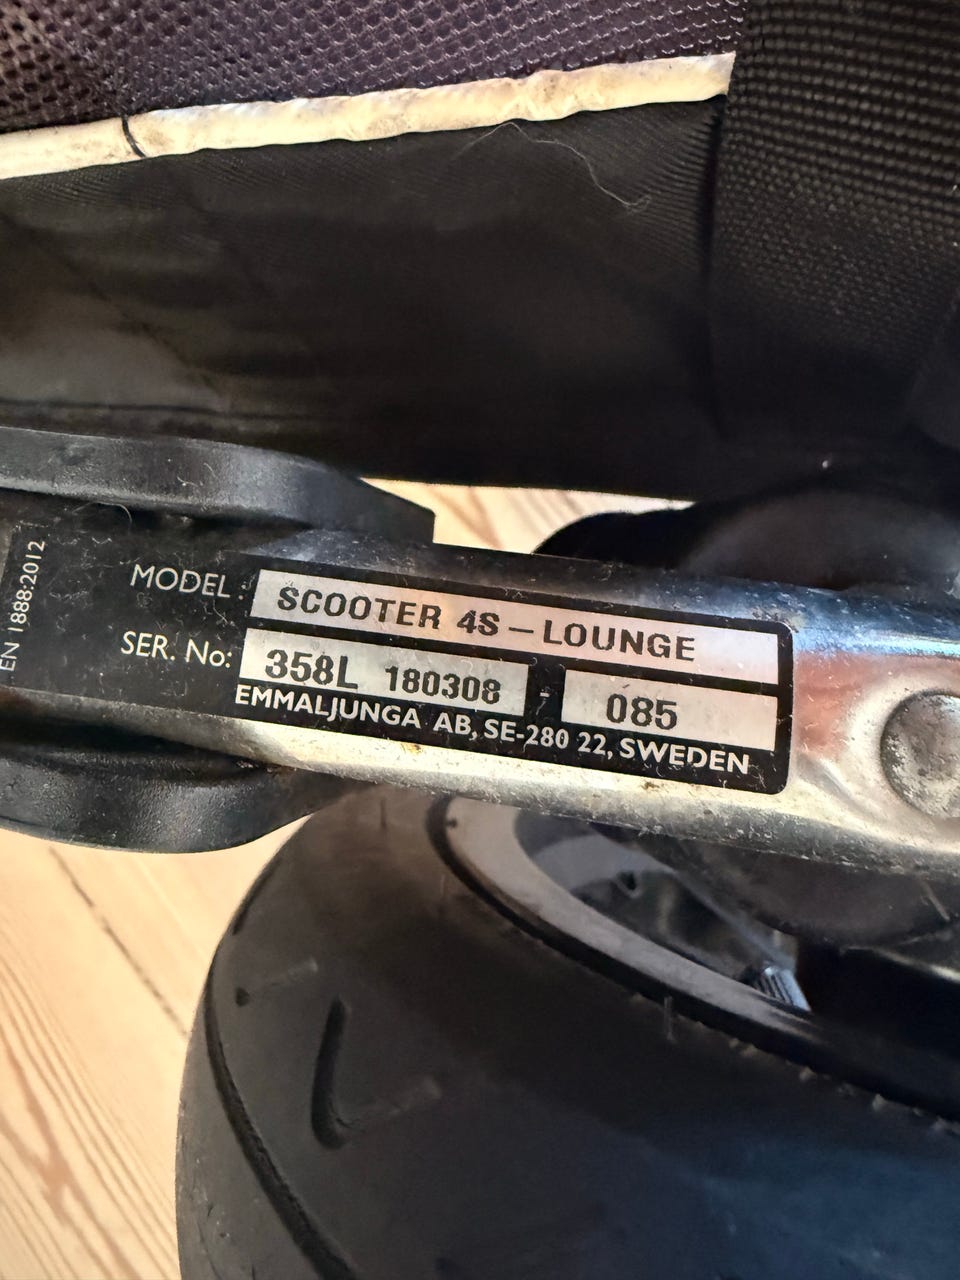 EN 1888:2012
MODEL : SCOOTER 4S – LOUNGE
SER. No: 358L 180308 - 085
EMMALJUNGA AB, SE-280 22, SWEDEN